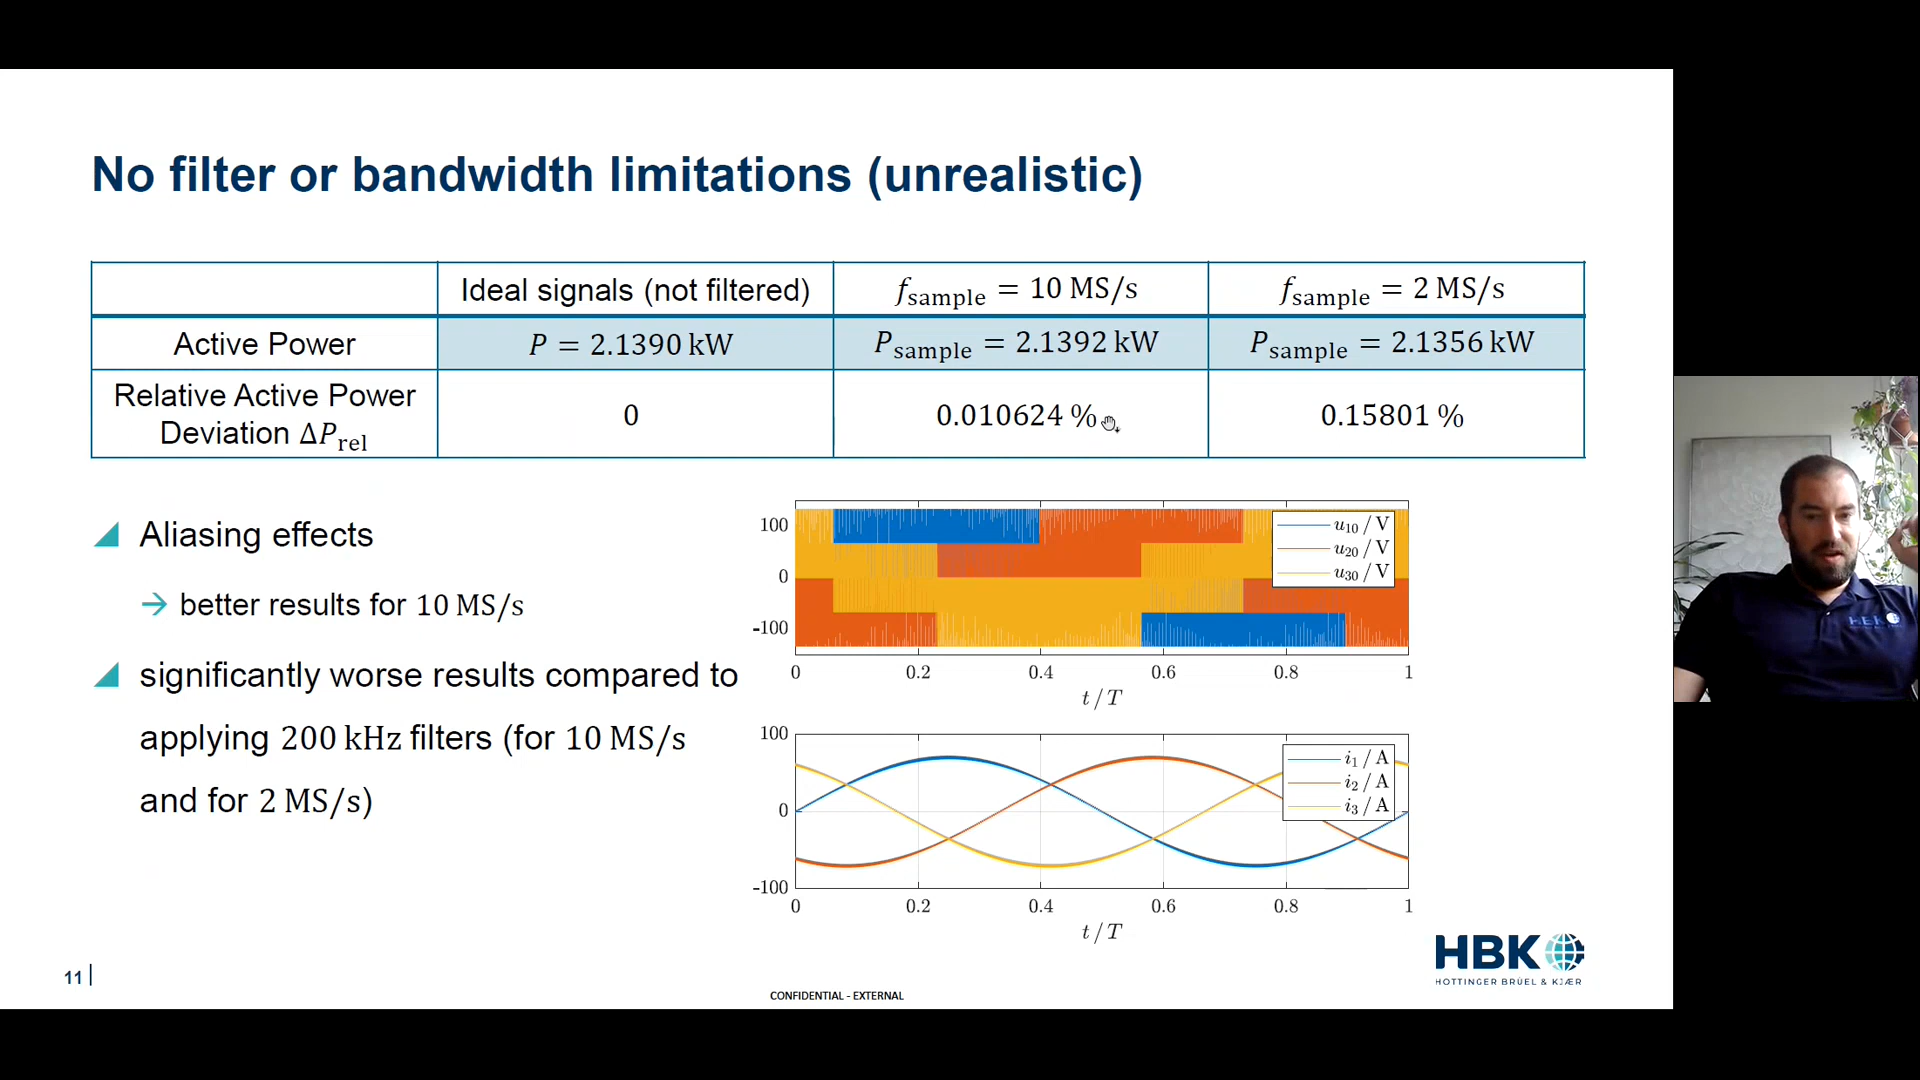 No filter or bandwidth limitations (unrealistic)
Ideal signals (not filtered)
f_sample = 10 MS/s
f_sample = 2 MS/s
Active Power
P = 2.1390 kW
P_sample = 2.1392 kW
P_sample = 2.1356 kW
Relative Active Power
Deviation ΔP_rel
0
0.010624 %
0.15801 %
Aliasing effects
→ better results for 10 MS/s
significantly worse results compared to
applying 200 kHz filters (for 10 MS/s
and for 2 MS/s)
100
0
-100
u10 / V
u20 / V
u30 / V
0 0.2 0.4 0.6 0.8 1
t / T
100
0
-100
i1 / A
i2 / A
i3 / A
0 0.2 0.4 0.6 0.8 1
t / T
HBK
HOTTINGER BRÜEL & KJÆR
11
CONFIDENTIAL - EXTERNAL
HBK